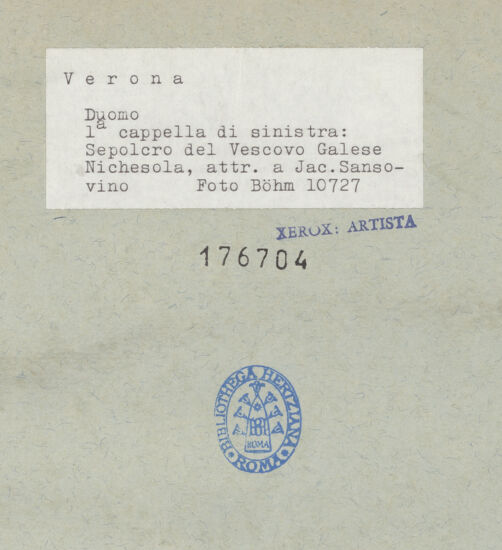 Verona
Duomo
1a cappella di sinistra:
Sepolcro del Vescovo Galese
Nichesola, attr. a Jac.Sanso-
vino Foto Böhm 10727
XEROX: ARTISTA
176704
BIBLIOTHECA HERTZIANA
ROMA
ROMA